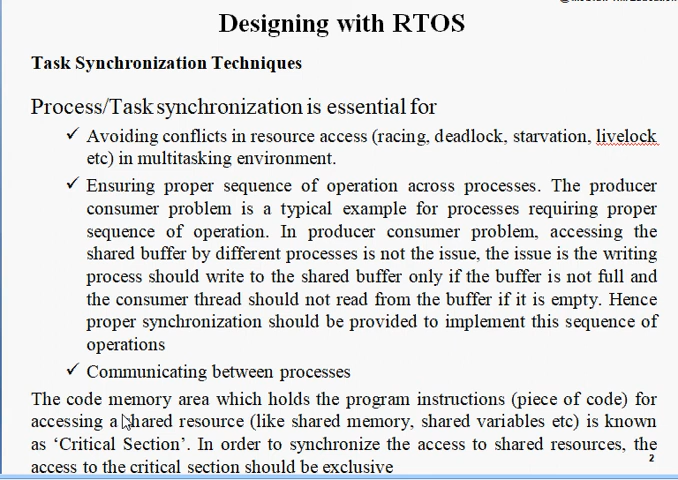 Designing with RTOS
Task Synchronization Techniques
Process/Task synchronization is essential for
✓ Avoiding conflicts in resource access (racing, deadlock, starvation, livelock
etc) in multitasking environment.
✓ Ensuring proper sequence of operation across processes. The producer
consumer problem is a typical example for processes requiring proper
sequence of operation. In producer consumer problem, accessing the
shared buffer by different processes is not the issue, the issue is the writing
process should write to the shared buffer only if the buffer is not full and
the consumer thread should not read from the buffer if it is empty. Hence
proper synchronization should be provided to implement this sequence of
operations
✓ Communicating between processes
The code memory area which holds the program instructions (piece of code) for
accessing a shared resource (like shared memory, shared variables etc) is known
as ‘Critical Section’. In order to synchronize the access to shared resources, the
access to the critical section should be exclusive
2